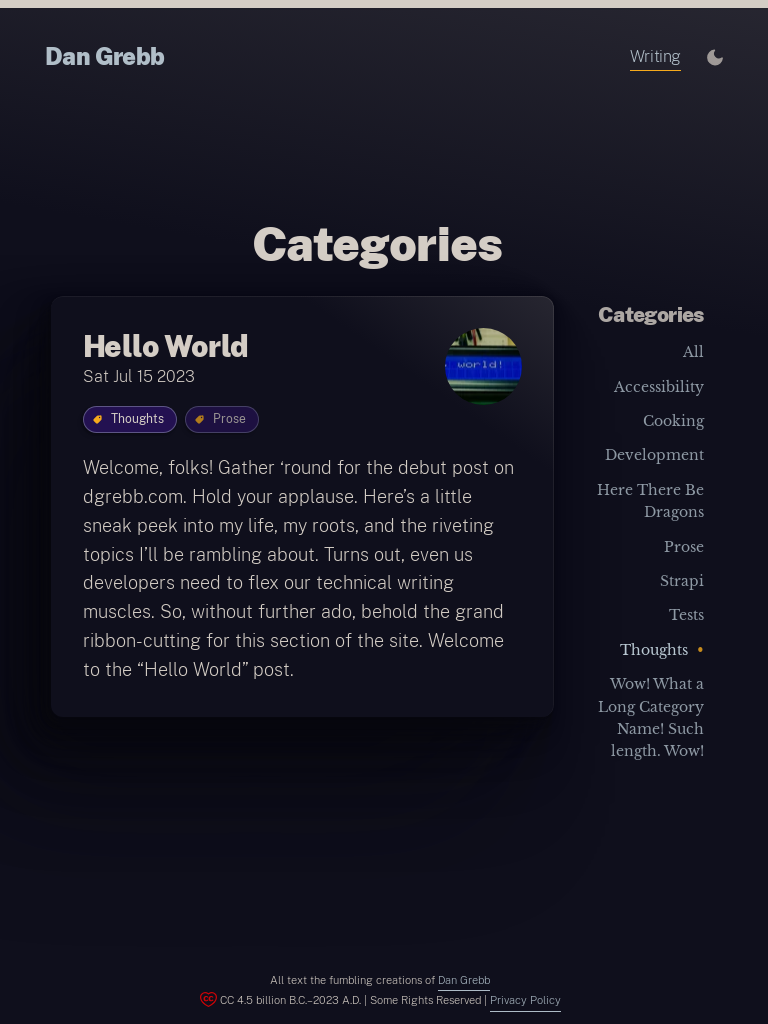 Dan Grebb
Writing
Categories
Hello World
Sat Jul 15 2023
world!
Thoughts
Prose
Welcome, folks! Gather ‘round for the debut post on
dgrebb.com. Hold your applause. Here’s a little
sneak peek into my life, my roots, and the riveting
topics I’ll be rambling about. Turns out, even us
developers need to flex our technical writing
muscles. So, without further ado, behold the grand
ribbon-cutting for this section of the site. Welcome
to the “Hello World” post.
Categories
All
Accessibility
Cooking
Development
Here There Be
Dragons
Prose
Strapi
Tests
Thoughts •
Wow! What a
Long Category
Name! Such
length. Wow!
All text the fumbling creations of Dan Grebb
CC CC 4.5 billion B.C.–2023 A.D. | Some Rights Reserved | Privacy Policy